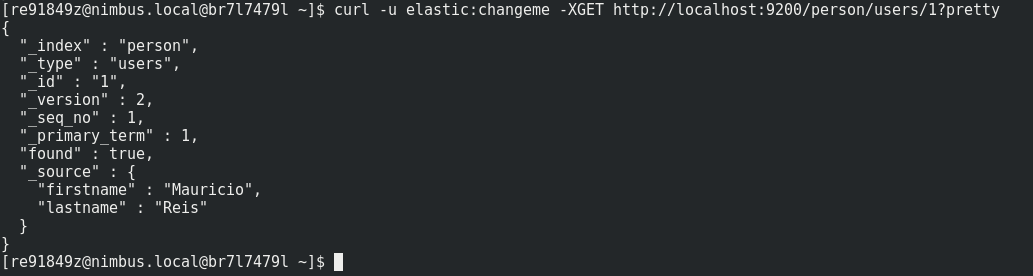 [re91849z@nimbus.local@br7l7479l ~]$ curl -u elastic:changeme -XGET http://localhost:9200/person/users/1?pretty
{
  "_index" : "person",
  "_type" : "users",
  "_id" : "1",
  "_version" : 2,
  "_seq_no" : 1,
  "_primary_term" : 1,
  "found" : true,
  "_source" : {
    "firstname" : "Mauricio",
    "lastname" : "Reis"
  }
}
[re91849z@nimbus.local@br7l7479l ~]$